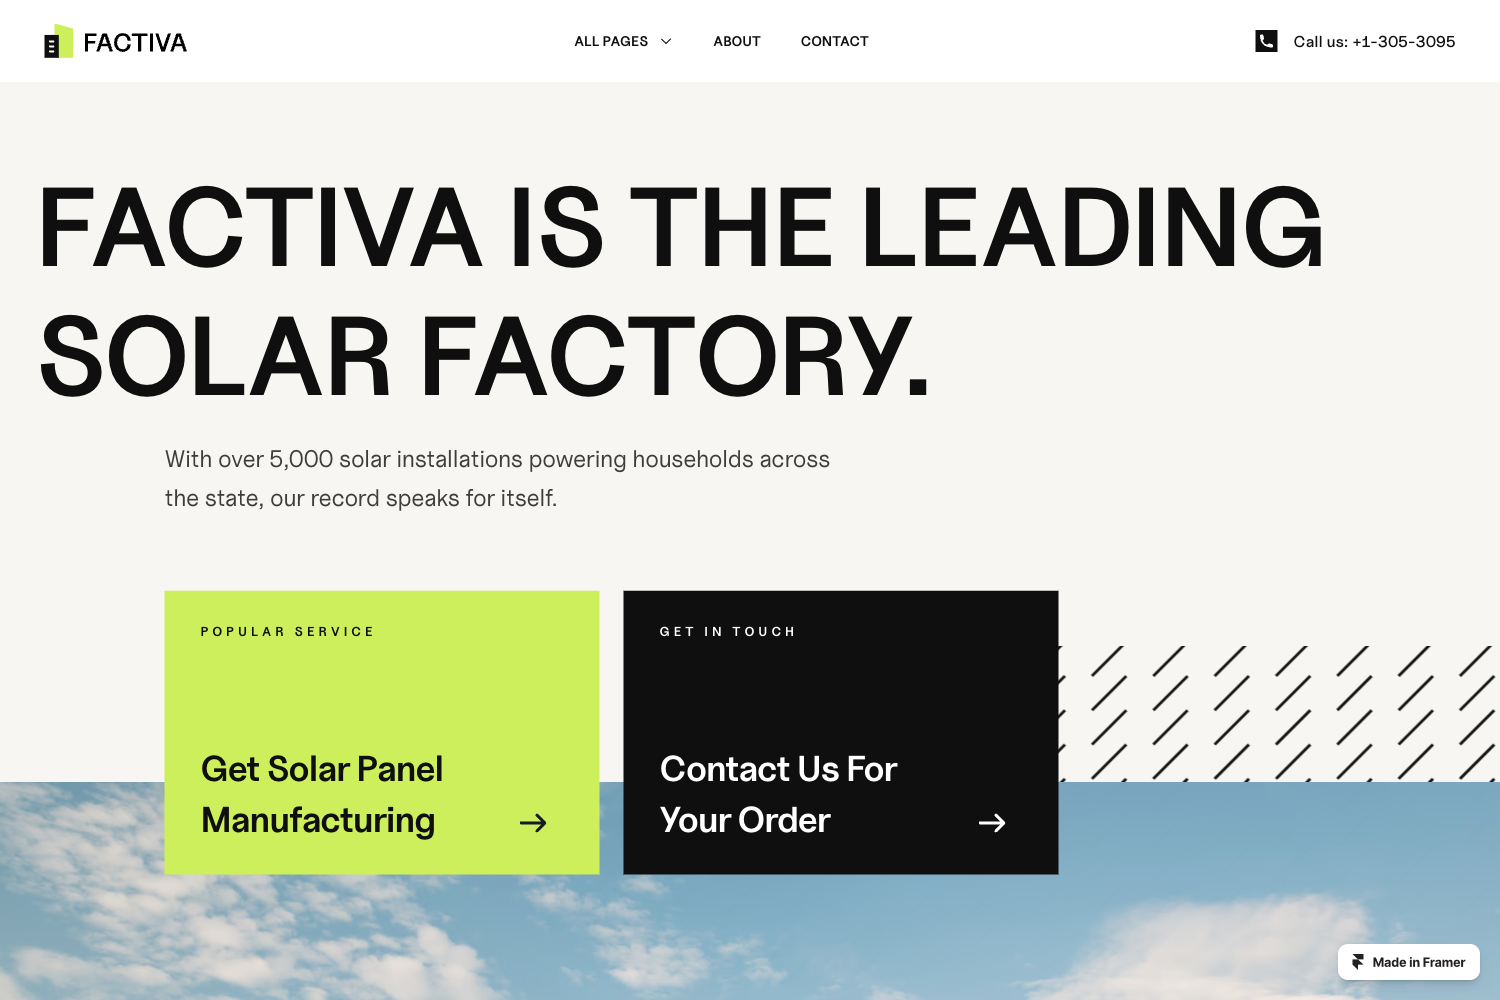 FACTIVA
ALL PAGES
ABOUT
CONTACT
Call us: +1-305-3095
FACTIVA IS THE LEADING
SOLAR FACTORY.
With over 5,000 solar installations powering households across
the state, our record speaks for itself.
POPULAR SERVICE
Get Solar Panel
Manufacturing
GET IN TOUCH
Contact Us For
Your Order
Made in Framer